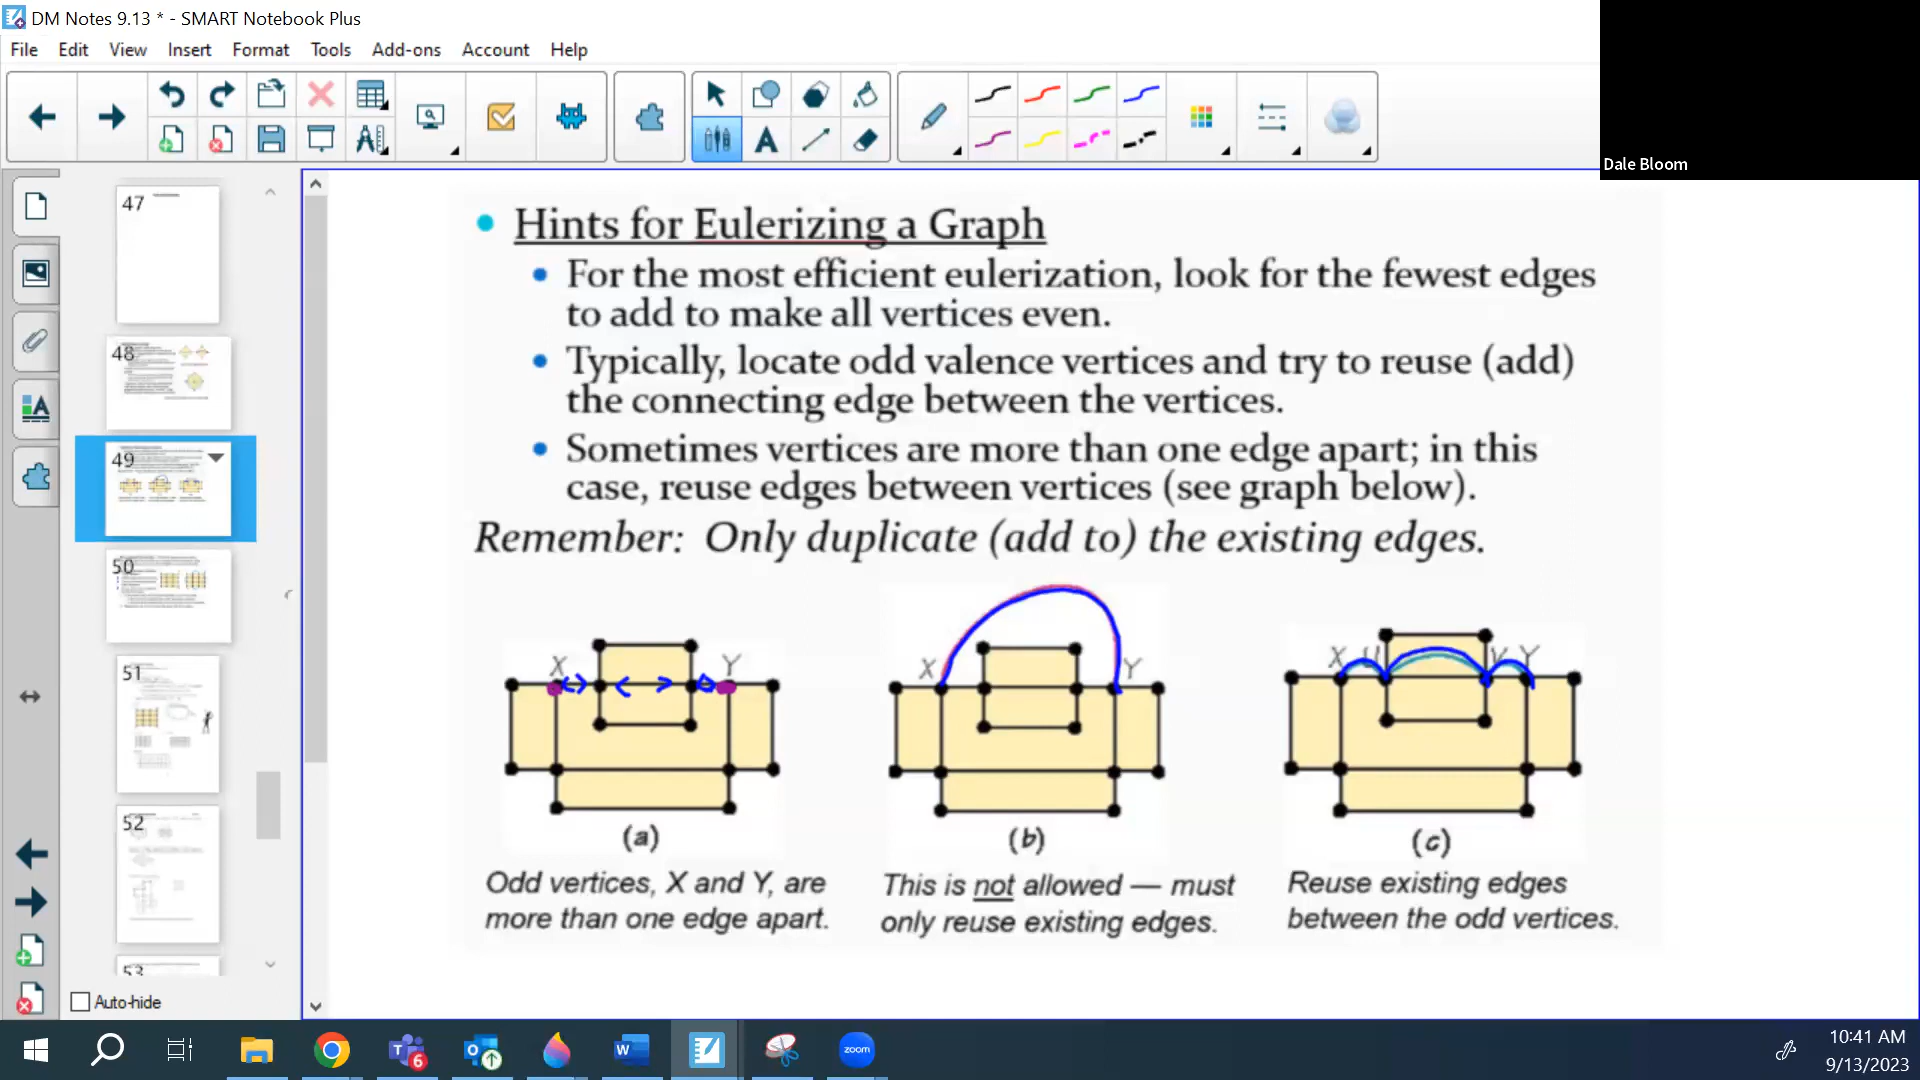 DM Notes 9.13 * - SMART Notebook Plus
File Edit View Insert Format Tools Add-ons Account Help
Dale Bloom
47
48
49
50
51
52
53
Auto-hide
Hints for Eulerizing a Graph
For the most efficient eulerization, look for the fewest edges
to add to make all vertices even.
Typically, locate odd valence vertices and try to reuse (add)
the connecting edge between the vertices.
Sometimes vertices are more than one edge apart; in this
case, reuse edges between vertices (see graph below).
Remember: Only duplicate (add to) the existing edges.
X Y
X Y
X U V Y
(a)
(b)
(c)
Odd vertices, X and Y, are
more than one edge apart.
This is not allowed — must
only reuse existing edges.
Reuse existing edges
between the odd vertices.
6
zoom
10:41 AM
9/13/2023